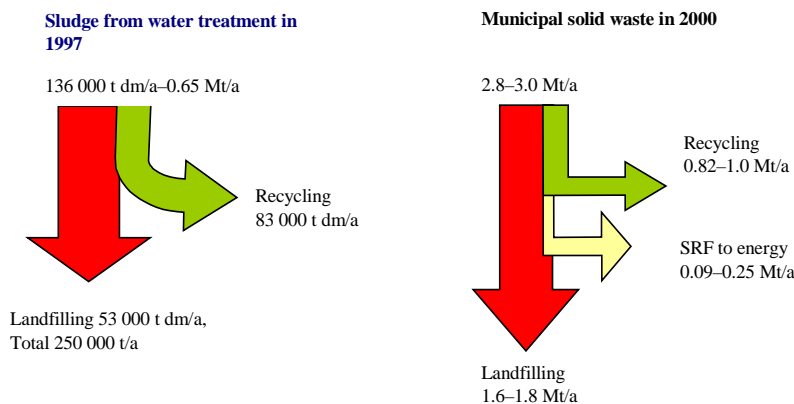 Sludge from water treatment in
1997
136 000 t dm/a–0.65 Mt/a
Recycling
83 000 t dm/a
Landfilling 53 000 t dm/a,
Total 250 000 t/a
Municipal solid waste in 2000
2.8–3.0 Mt/a
Recycling
0.82–1.0 Mt/a
SRF to energy
0.09–0.25 Mt/a
Landfilling
1.6–1.8 Mt/a